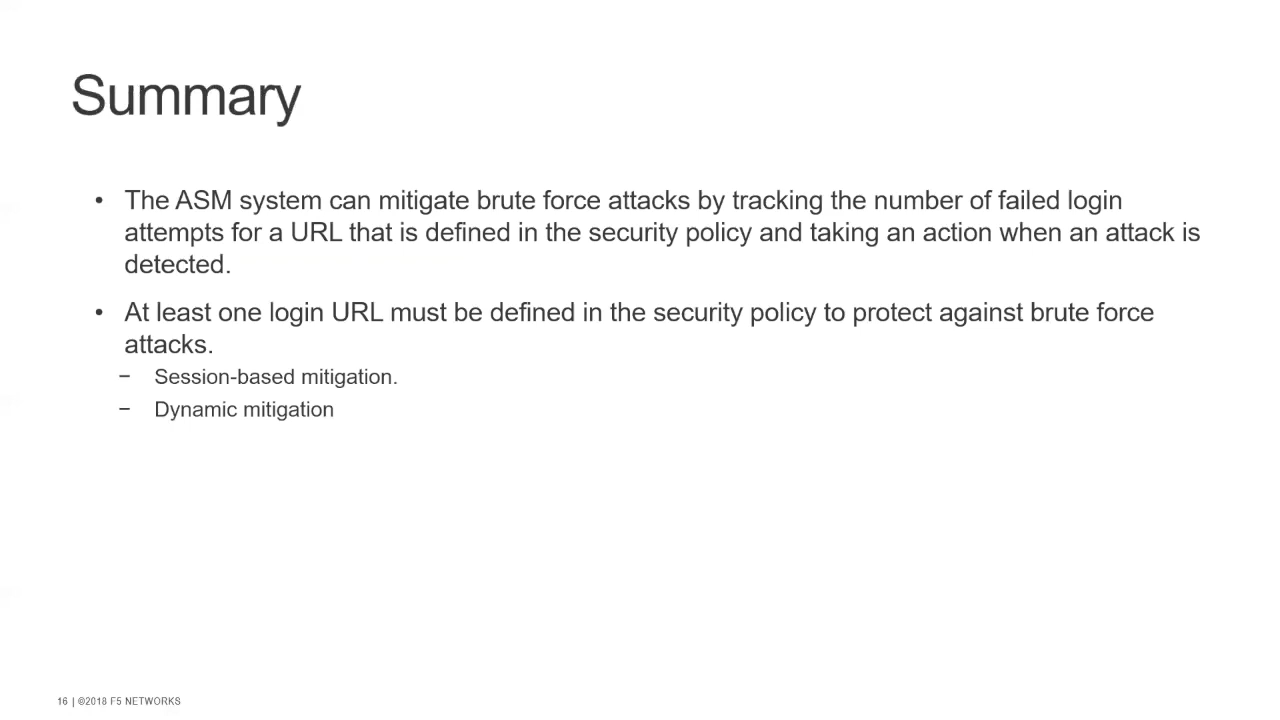 Summary
• The ASM system can mitigate brute force attacks by tracking the number of failed login
attempts for a URL that is defined in the security policy and taking an action when an attack is
detected.
• At least one login URL must be defined in the security policy to protect against brute force
attacks.
− Session-based mitigation.
− Dynamic mitigation
16 | ©2018 F5 NETWORKS